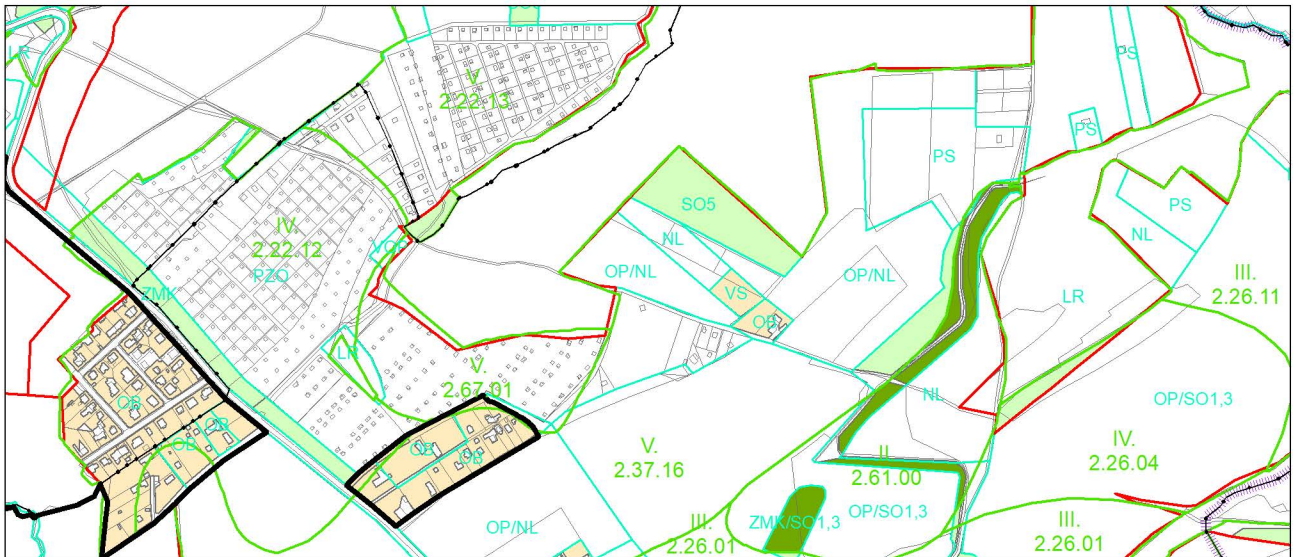 LR
V.
2.22.13
PS
PS
PS
SO5
PS
NL
IV.
2.22.12
PZO
VOP
NL
OP/NL
OP/NL
III.
2.26.11
LR
ZMK
VS
OB
LR
V.
2.67.01
NL
OP/SO1,3
OB
OB
OB
OB
OB
V.
2.37.16
II.
2.61.00
IV.
2.26.04
OP/NL
III.
2.26.01
ZMK/SO1,3
OP/SO1,3
III.
2.26.01